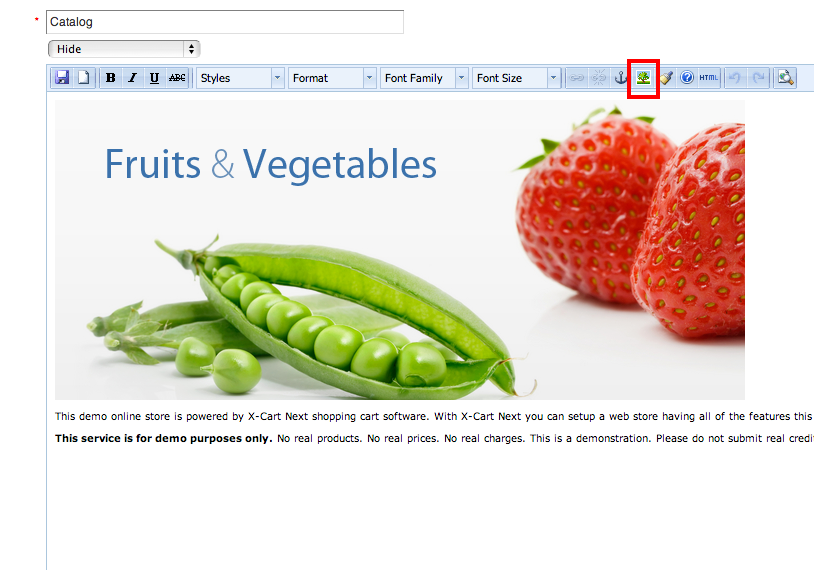 * Catalog
Hide
B I U ABC Styles Format Font Family Font Size HTML
Fruits & Vegetables
This demo online store is powered by X-Cart Next shopping cart software. With X-Cart Next you can setup a web store having all of the features this
This service is for demo purposes only. No real products. No real prices. No real charges. This is a demonstration. Please do not submit real credi